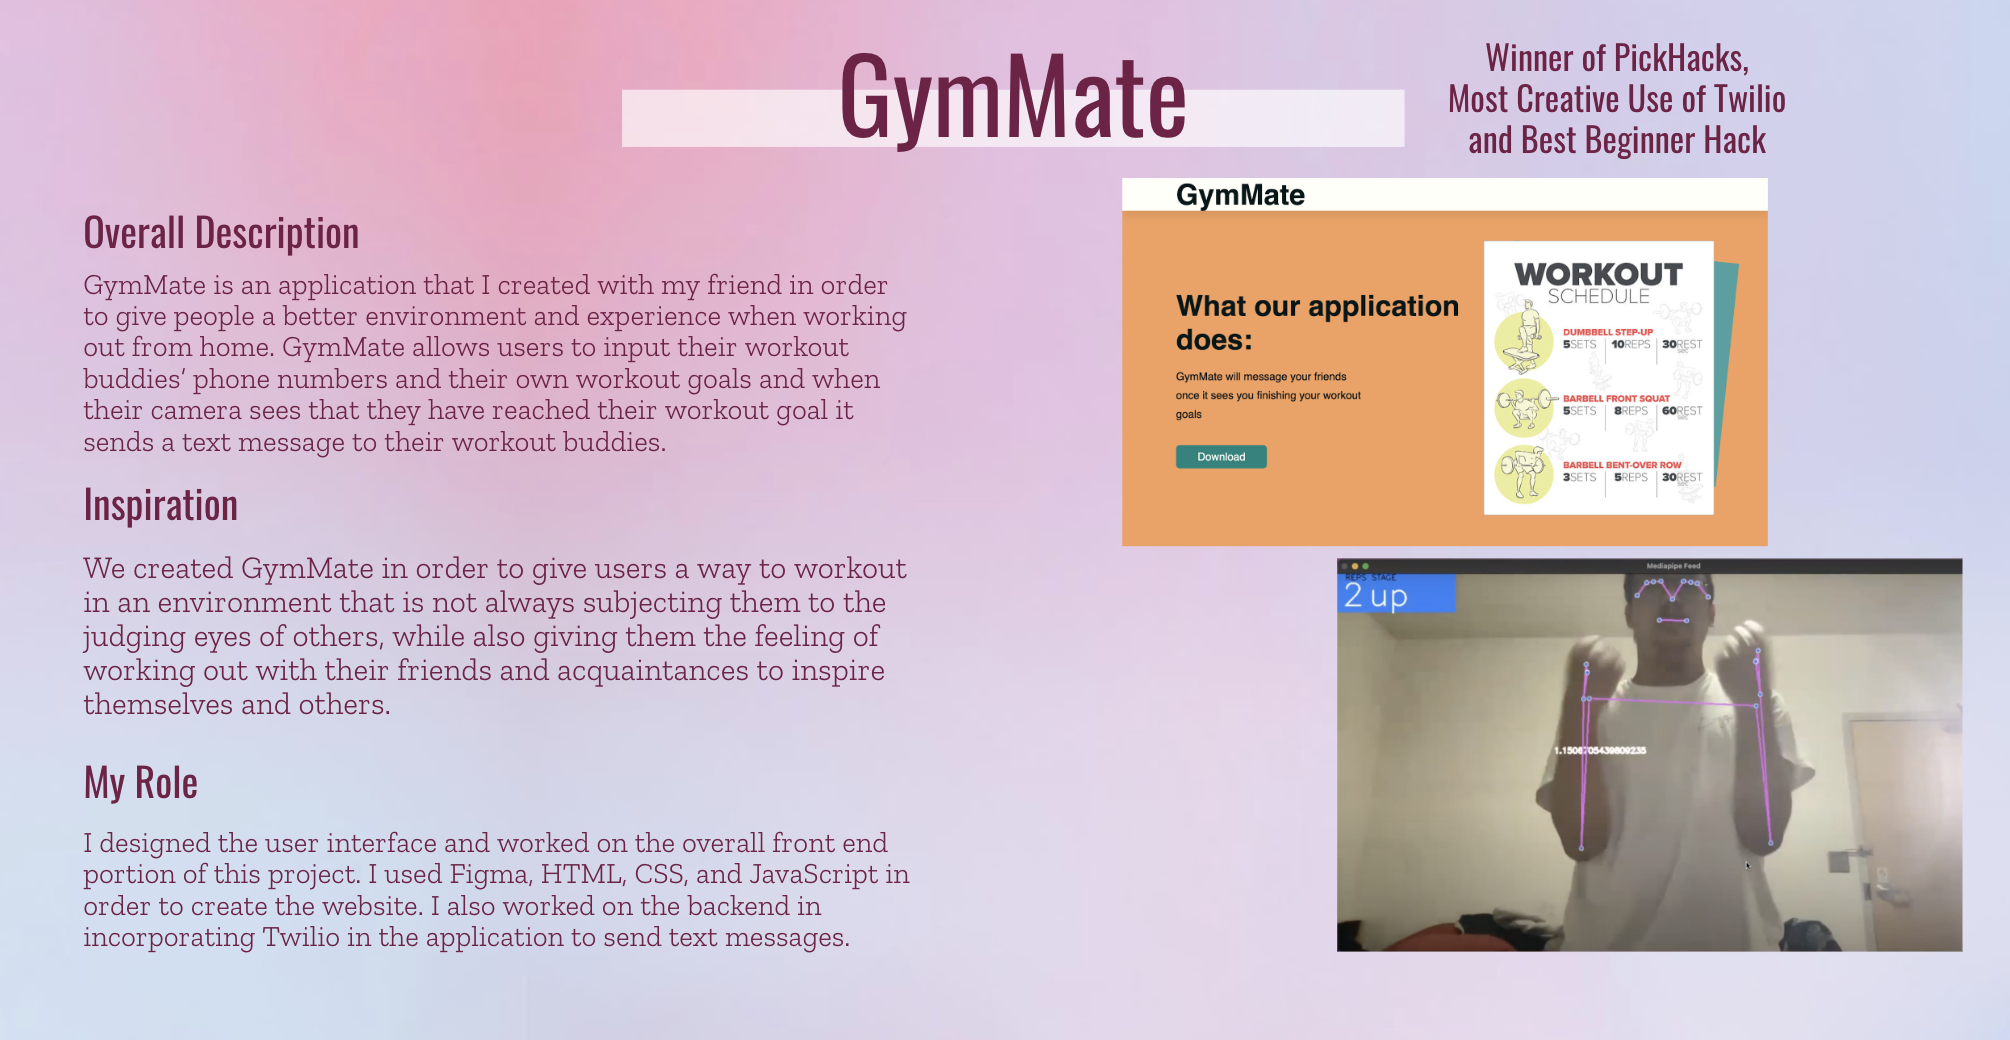 GymMate
Winner of PickHacks,
Most Creative Use of Twilio
and Best Beginner Hack
Overall Description
GymMate is an application that I created with my friend in order
to give people a better environment and experience when working
out from home. GymMate allows users to input their workout
buddies’ phone numbers and their own workout goals and when
their camera sees that they have reached their workout goal it
sends a text message to their workout buddies.
Inspiration
We created GymMate in order to give users a way to workout
in an environment that is not always subjecting them to the
judging eyes of others, while also giving them the feeling of
working out with their friends and acquaintances to inspire
themselves and others.
My Role
I designed the user interface and worked on the overall front end
portion of this project. I used Figma, HTML, CSS, and JavaScript in
order to create the website. I also worked on the backend in
incorporating Twilio in the application to send text messages.
GymMate
What our application
does:
GymMate will message your friends
once it sees you finishing your workout
goals
Download
WORKOUT
SCHEDULE
DUMBBELL STEP-UP
5SETS 10REPS 30REST
sec
BARBELL FRONT SQUAT
5SETS 8REPS 60REST
sec
BARBELL BENT-OVER ROW
3SETS 5REPS 30REST
sec
Mediapipe Feed
REPS STAGE
2 up